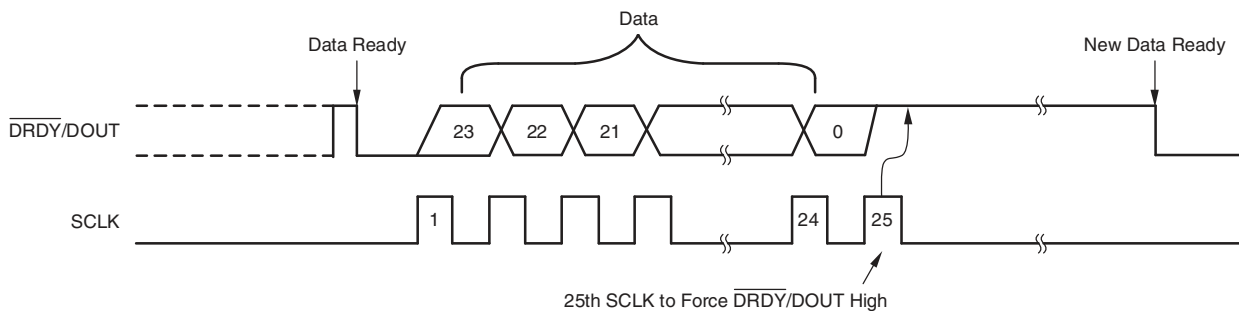 Data
Data Ready
New Data Ready
DRDY/DOUT
23
22
21
0
SCLK
1
24
25
25th SCLK to Force DRDY/DOUT High